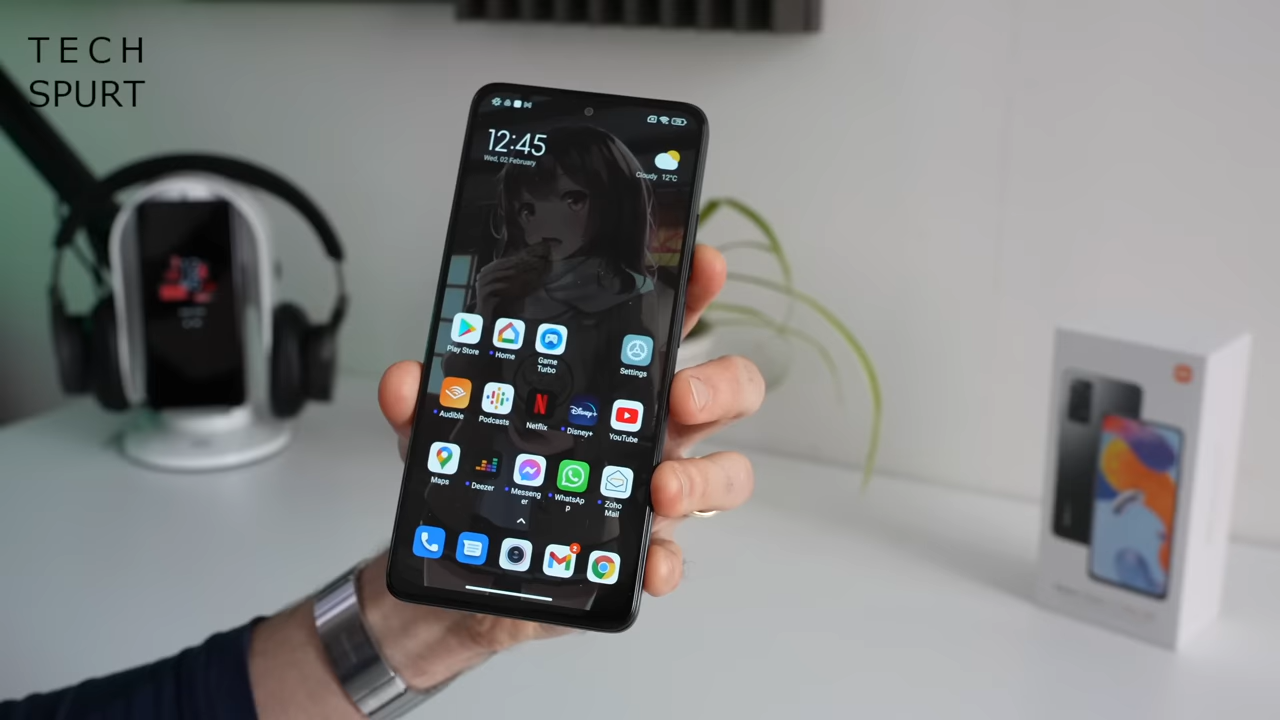 TECH
SPURT
12:45
Wed, 02 February
Cloudy 12°C
Play Store
Home
Game
Turbo
Settings
Audible
Podcasts
Netflix
Disney+
YouTube
Maps
Deezer
Messeng
er
WhatsAp
p
Zoho
Mail
2